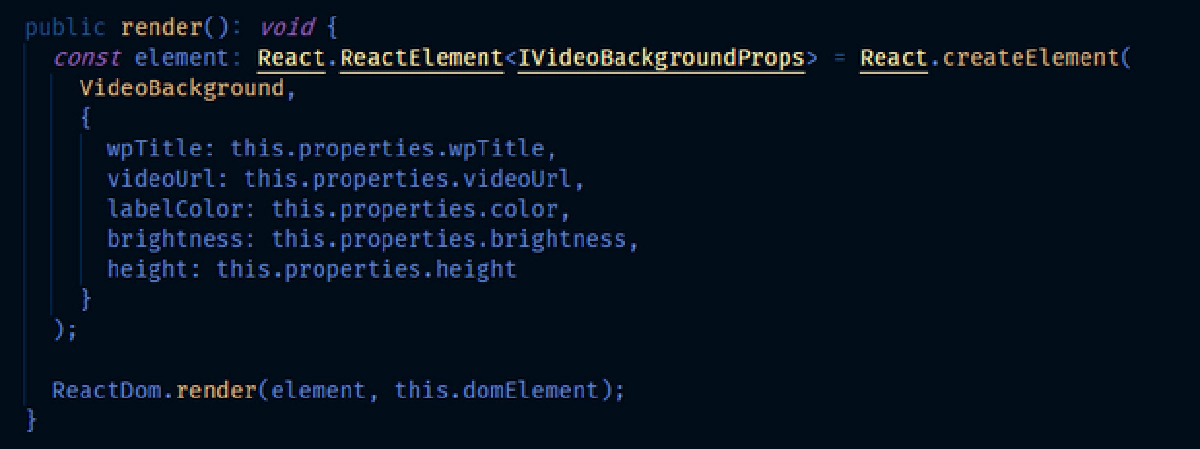 public render(): void {
const element: React.ReactElement<IVideoBackgroundProps> = React.createElement(
VideoBackground,
{
wpTitle: this.properties.wpTitle,
videoUrl: this.properties.videoUrl,
labelColor: this.properties.color,
brightness: this.properties.brightness,
height: this.properties.height
}
);
ReactDom.render(element, this.domElement);
}